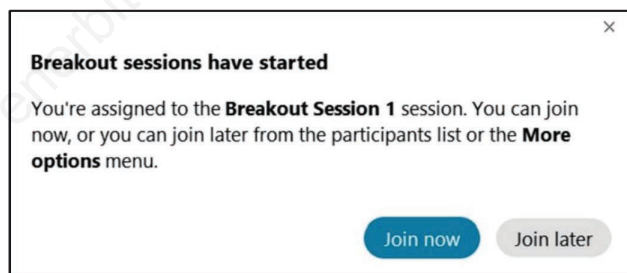 Breakout sessions have started
You're assigned to the Breakout Session 1 session. You can join
now, or you can join later from the participants list or the More
options menu.
Join now
Join later